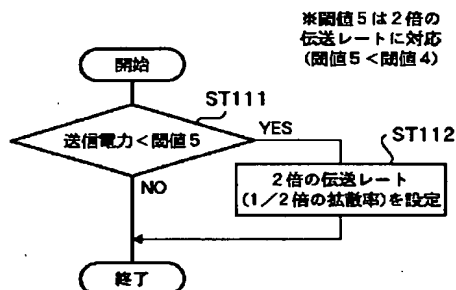 ※閾値5は2倍の
伝送レートに対応
(閾値5<閾値4)
開始
ST111
送信電力<閾値5
YES
ST112
2倍の伝送レート
(1/2倍の拡散率)を設定
NO
終了